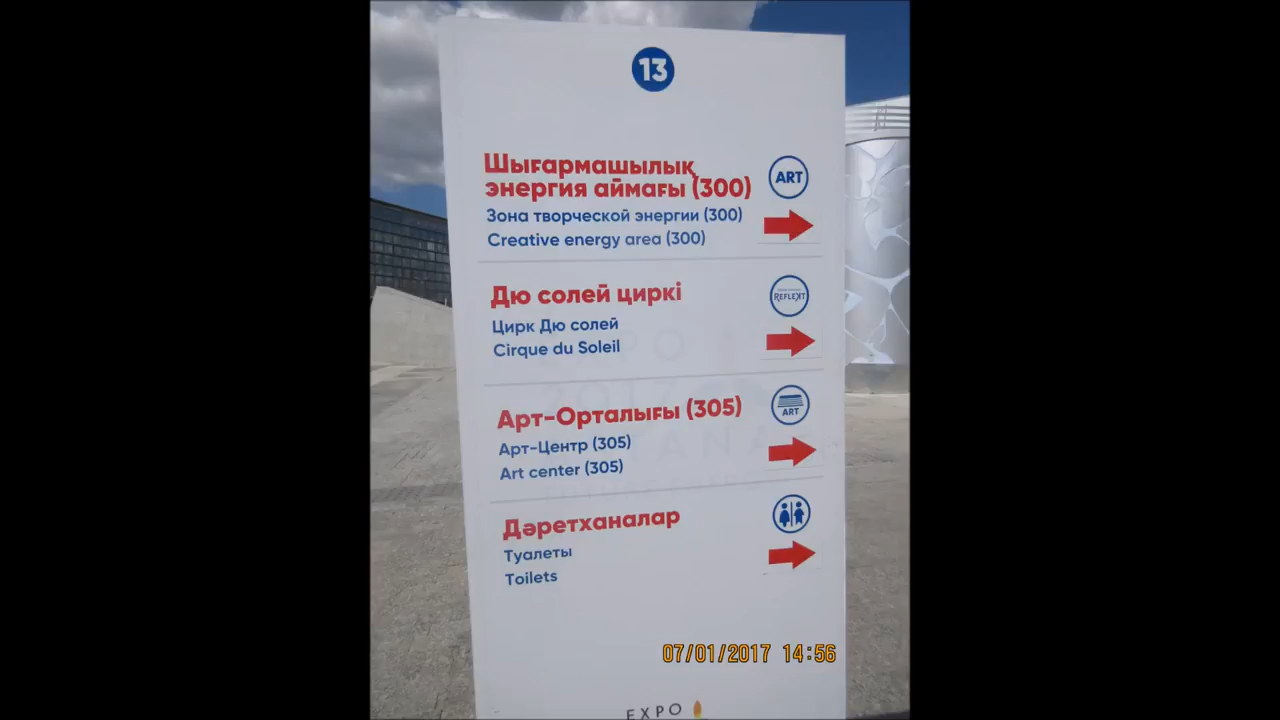 13
Шығармашылық
энергия аймағы (300)
ART
Зона творческой энергии (300)
Creative energy area (300)
Дю солей циркі
REFLEKT
Цирк Дю солей
Cirque du Soleil
Арт-Орталығы (305)
ART
Арт-Центр (305)
Art center (305)
Дәретханалар
Туалеты
Toilets
07/01/2017 14:56
EXPO